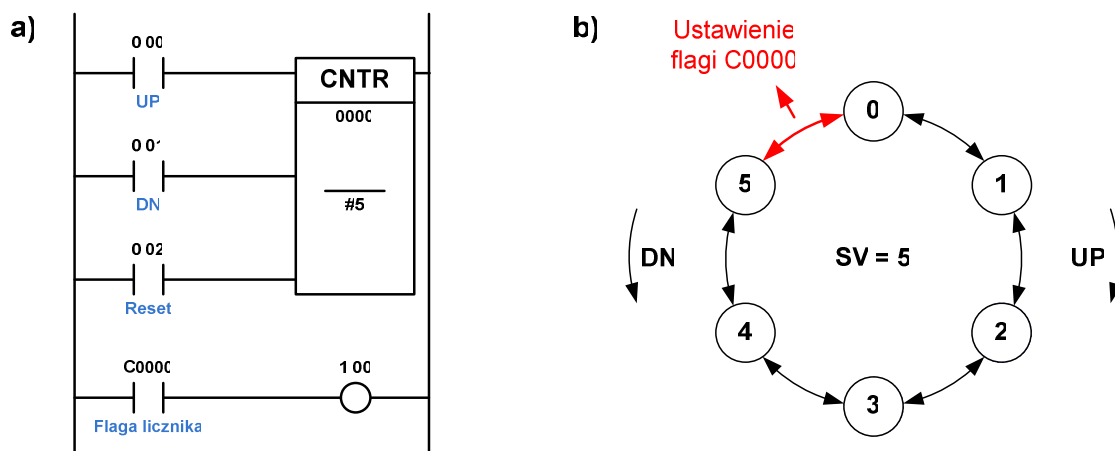 a)
0 00
UP
CNTR
0000
0 01
DN
#5
0 02
Reset
C0000
1 00
Flaga licznika
b)
Ustawienie
flagi C0000
0
5
1
DN
SV = 5
UP
4
2
3